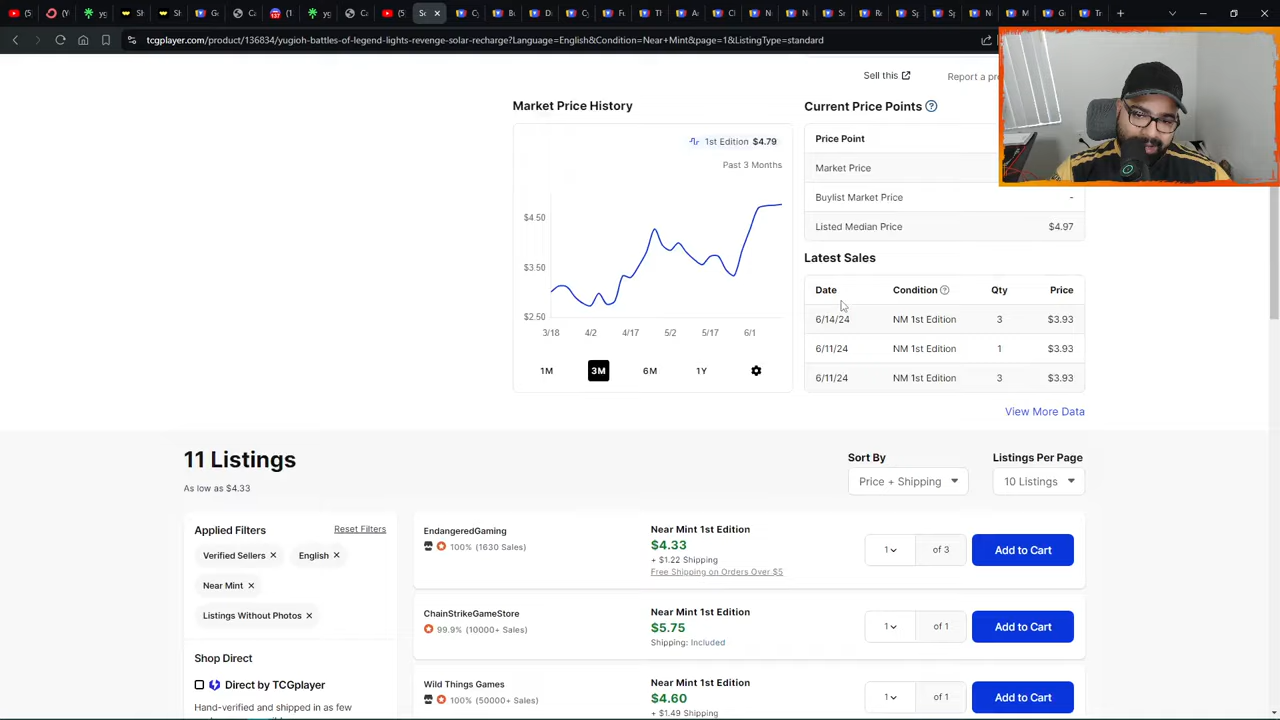 tcgplayer.com/product/136834/yugioh-battles-of-legend-lights-revenge-solar-recharge?Language=English&Condition=Near+Mint&page=1&ListingType=standard
Sell this
Report a pr
Market Price History
1st Edition $4.79
Past 3 Months
$4.50
$3.50
$2.50
3/18 4/2 4/17 5/2 5/17 6/1
1M 3M 6M 1Y
Current Price Points
Price Point
Market Price
Buylist Market Price -
Listed Median Price $4.97
Latest Sales
Date Condition Qty Price
6/14/24 NM 1st Edition 3 $3.93
6/11/24 NM 1st Edition 1 $3.93
6/11/24 NM 1st Edition 3 $3.93
View More Data
11 Listings
As low as $4.33
Sort By
Price + Shipping
Listings Per Page
10 Listings
Applied Filters
Reset Filters
Verified Sellers
English
Near Mint
Listings Without Photos
Shop Direct
Direct by TCGplayer
Hand-verified and shipped in as few
EndangeredGaming
100% (1630 Sales)
Near Mint 1st Edition
$4.33
+ $1.22 Shipping
Free Shipping on Orders Over $5
1 of 3
Add to Cart
ChainStrikeGameStore
99.9% (10000+ Sales)
Near Mint 1st Edition
$5.75
Shipping: Included
1 of 1
Add to Cart
Wild Things Games
100% (50000+ Sales)
Near Mint 1st Edition
$4.60
+ $1.49 Shipping
1 of 1
Add to Cart